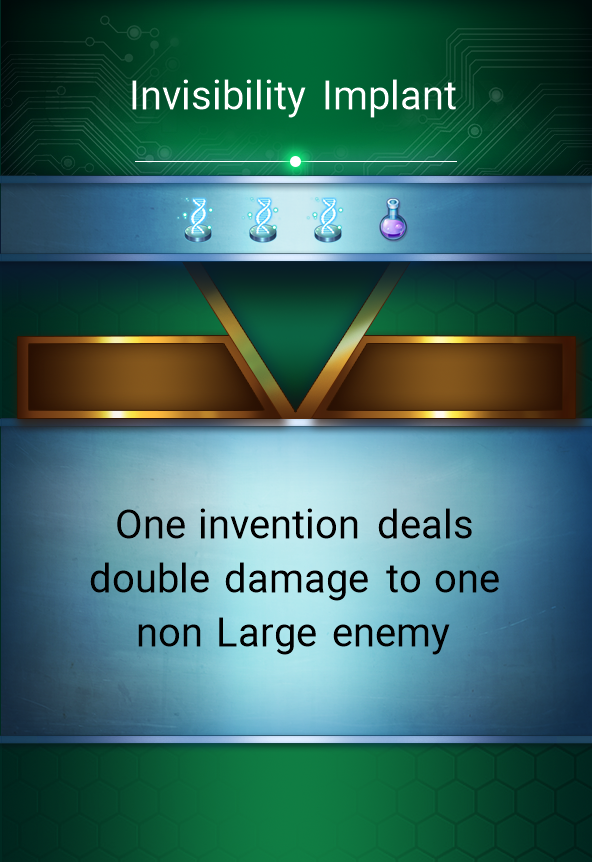 Invisibility Implant
One invention deals
double damage to one
non Large enemy